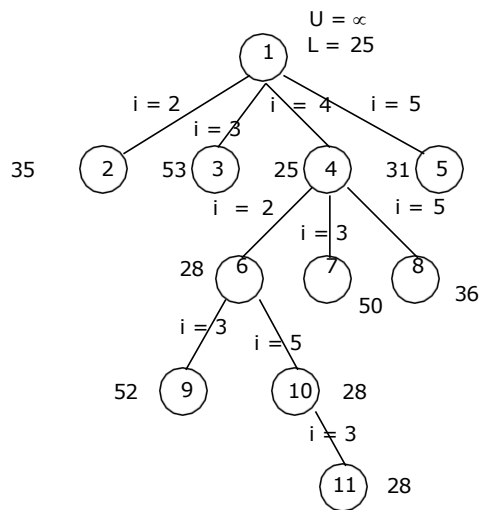 U = ∝
L = 25
1
i = 2
i = 3
i = 4
i = 5
35
2
53
3
25
4
31
5
i = 2
i = 3
i = 5
28
6
7
50
8
36
i = 3
i = 5
52
9
10
28
i = 3
11
28